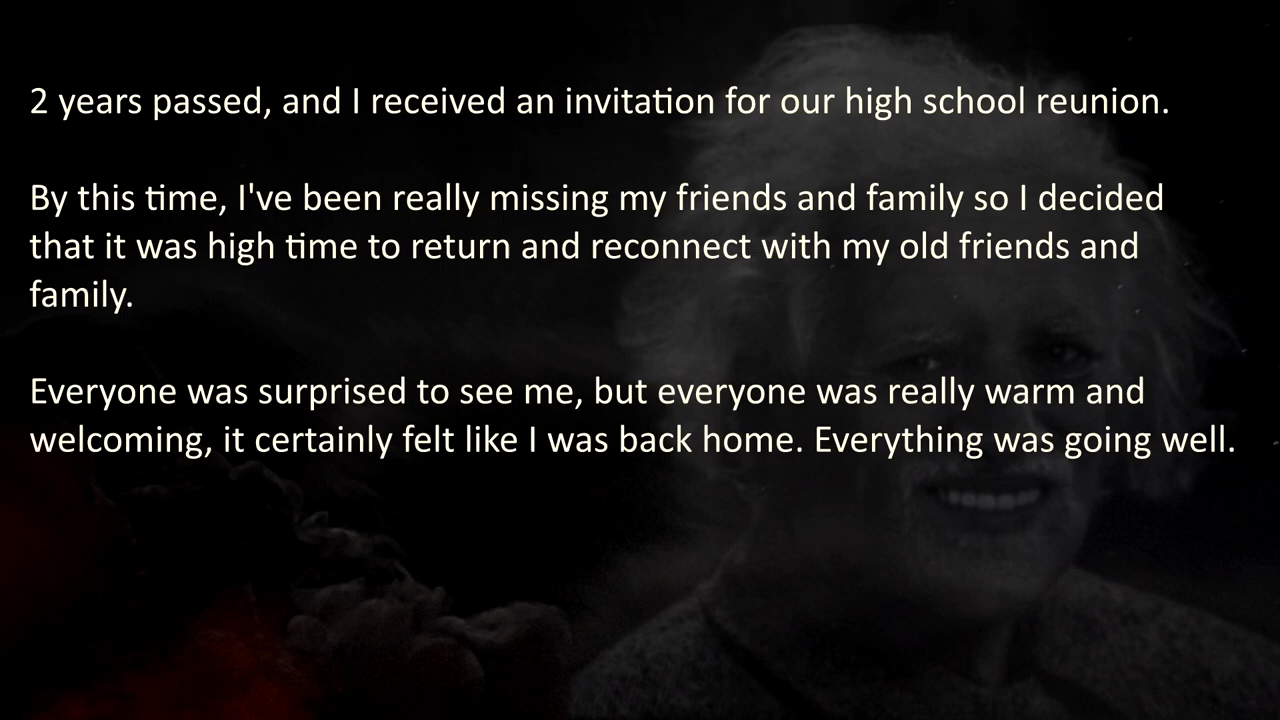 2 years passed, and I received an invitation for our high school reunion.
By this time, I've been really missing my friends and family so I decided
that it was high time to return and reconnect with my old friends and
family.
Everyone was surprised to see me, but everyone was really warm and
welcoming, it certainly felt like I was back home. Everything was going well.